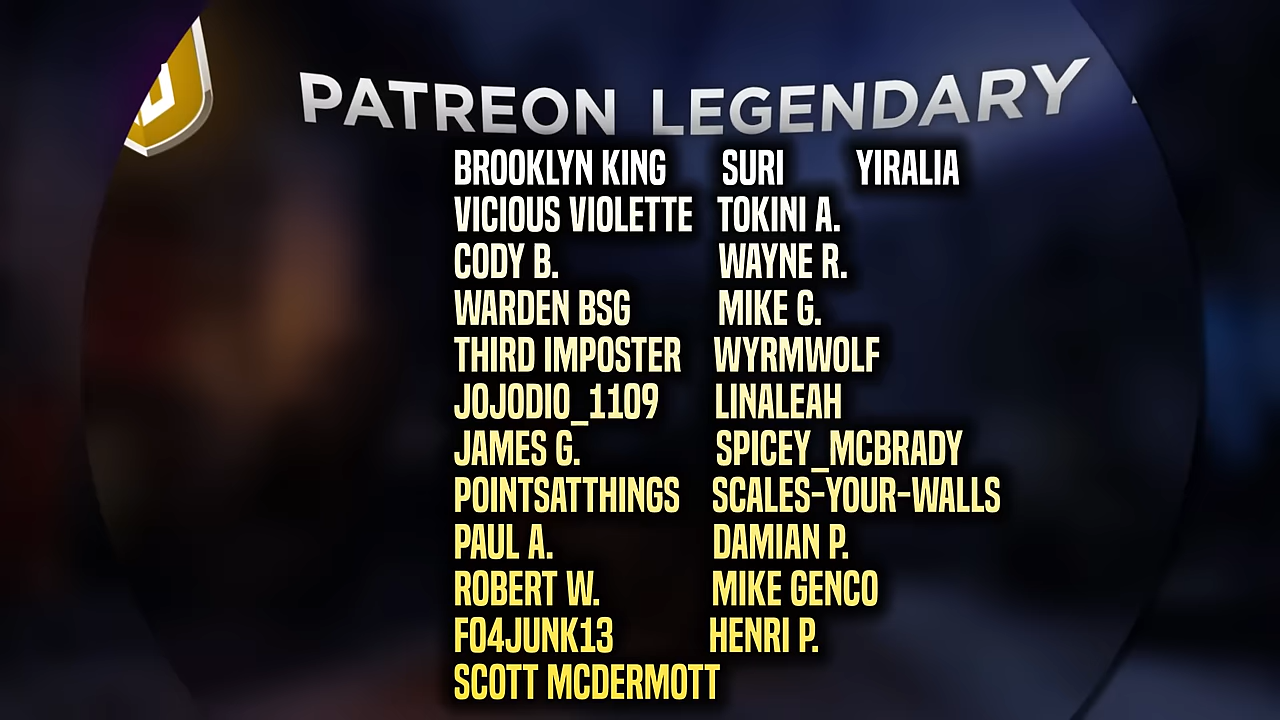 PATREON LEGENDARY
BROOKLYN KING SURI YIRALIA
VICIOUS VIOLETTE TOKINI A.
CODY B. WAYNE R.
WARDEN BSG MIKE G.
THIRD IMPOSTER WYRMWOLF
JOJODIO_1109 LINALEAH
JAMES G. SPICEY_MCBRADY
POINTSATTHINGS SCALES-YOUR-WALLS
PAUL A. DAMIAN P.
ROBERT W. MIKE GENCO
FO4JUNK13 HENRI P.
SCOTT MCDERMOTT